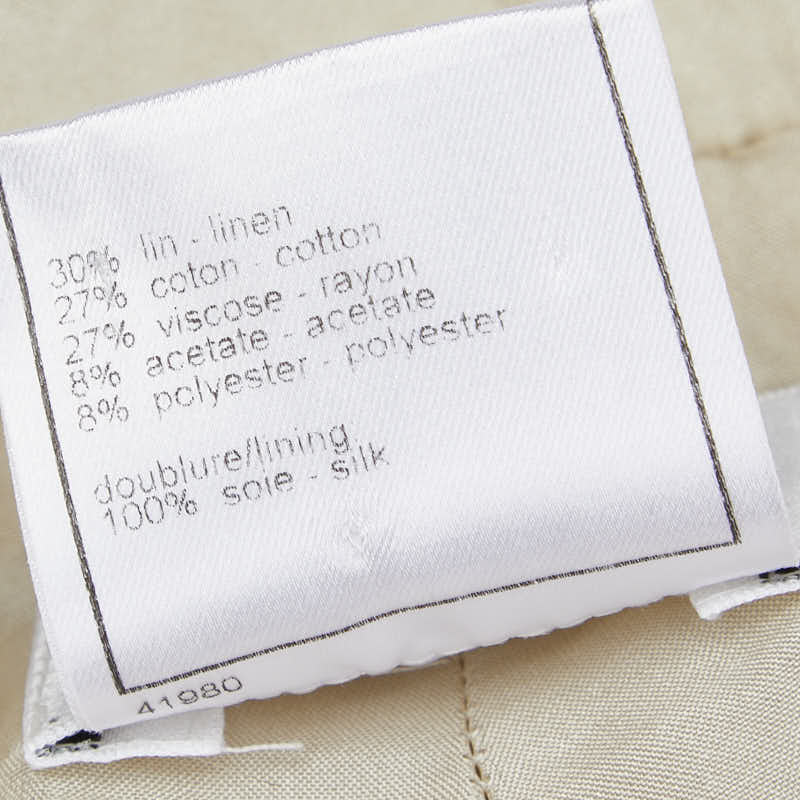 30% lin - linen
27% coton - cotton
27% viscose - rayon
8% acetate - acetate
8% polyester - polyester
doublure/lining
100% soie - silk
41980